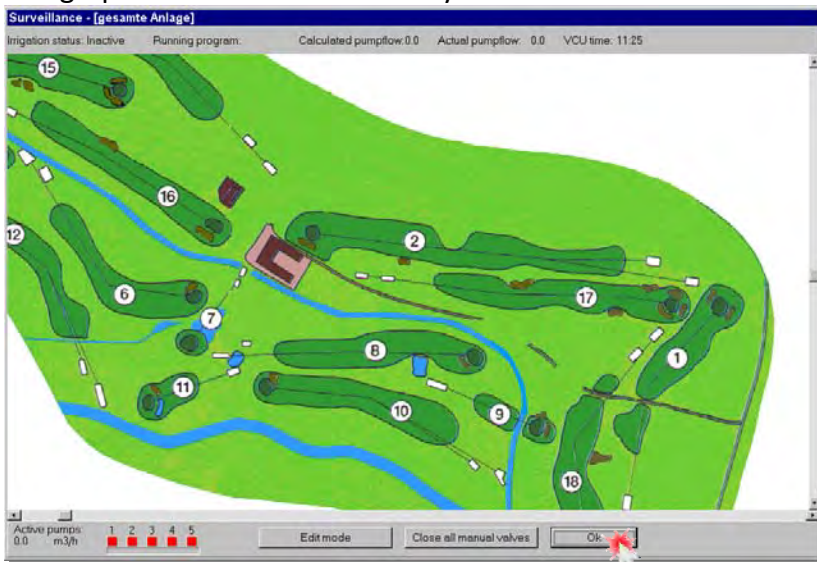 Surveillance - [gesamte Anlage]
Irrigation status: Inactive Running program: Calculated pumpflow:0.0 Actual pumpflow: 0.0 VCU time: 11:25
15
16
2
12
6
17
7
8
1
11
10
9
18
Active pumps:
0.0 m3/h
1 2 3 4 5
Edit mode
Close all manual valves
Ok